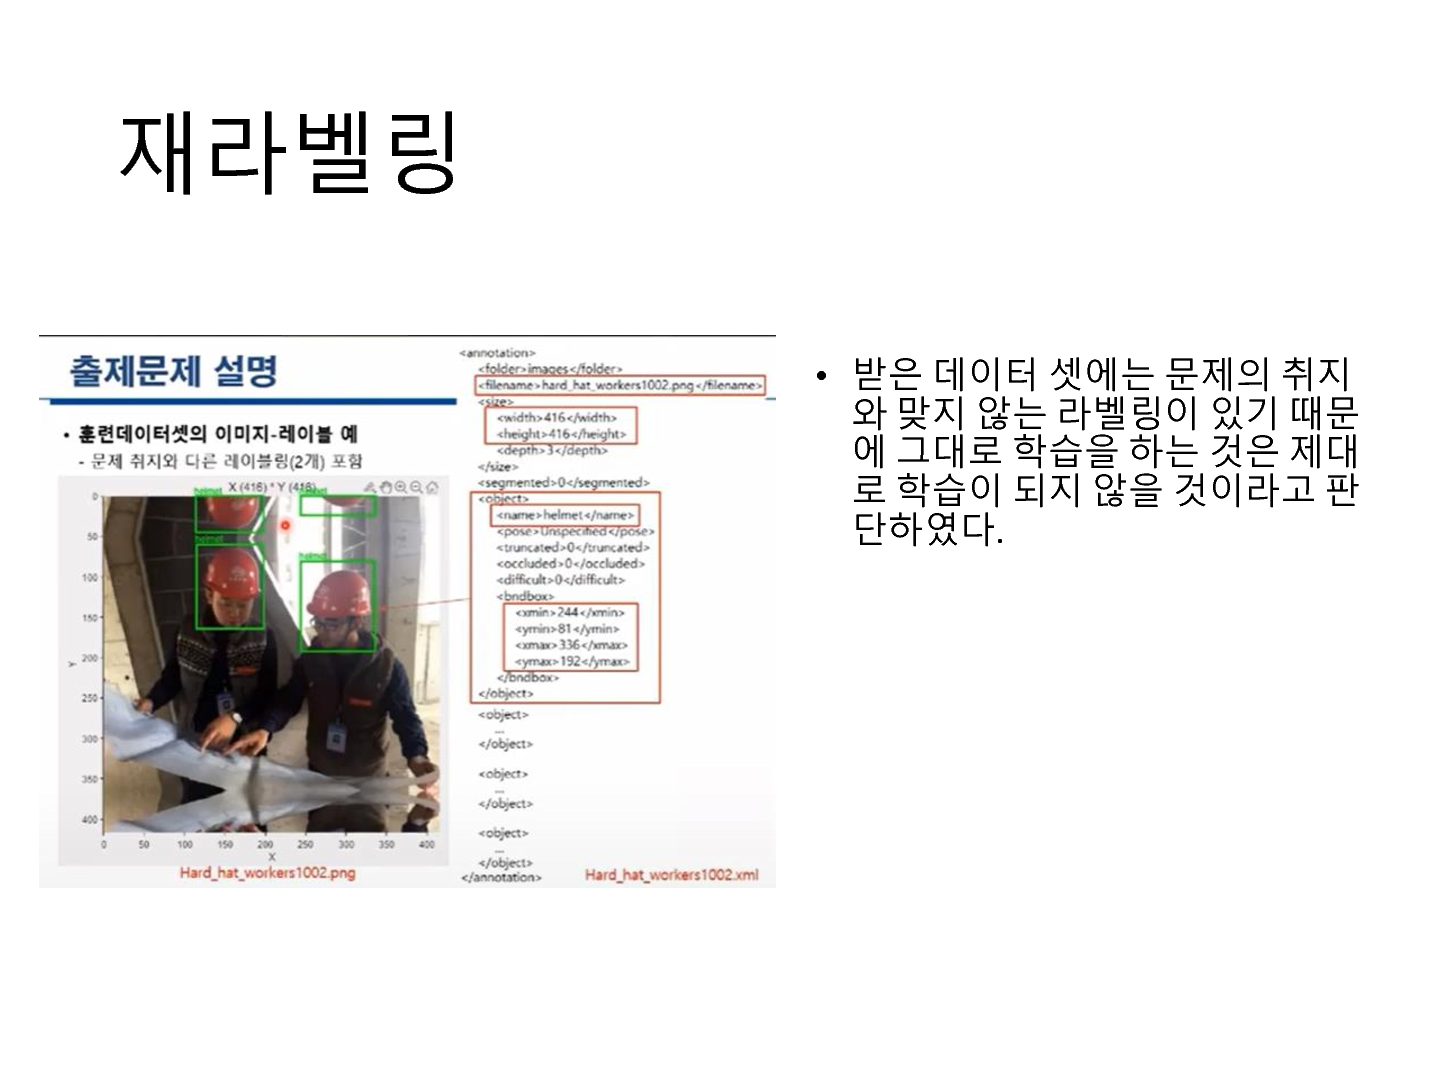 재라벨링
출제문제 설명
• 훈련데이터셋의 이미지-레이블 예
- 문제 취지와 다른 레이블링(2개) 포함
X (416) * Y (416)
helmet
helmet
helmet
0
50
100
150
200
250
300
350
400
Y
0 50 100 150 200 250 300 350 400
X
Hard_hat_workers1002.png
<annotation>
<folder>images</folder>
<filename>hard_hat_workers1002.png</filename>
<size>
<width>416</width>
<height>416</height>
<depth>3</depth>
</size>
<segmented>0</segmented>
<object>
<name>helmet</name>
<pose>Unspecified</pose>
<truncated>0</truncated>
<occluded>0</occluded>
<difficult>0</difficult>
<bndbox>
<xmin>244</xmin>
<ymin>81</ymin>
<xmax>336</xmax>
<ymax>192</ymax>
</bndbox>
</object>
<object>
...
</object>
<object>
...
</object>
<object>
...
</object>
</annotation>
Hard_hat_workers1002.xml
• 받은 데이터 셋에는 문제의 취지
와 맞지 않는 라벨링이 있기 때문
에 그대로 학습을 하는 것은 제대
로 학습이 되지 않을 것이라고 판
단하였다.